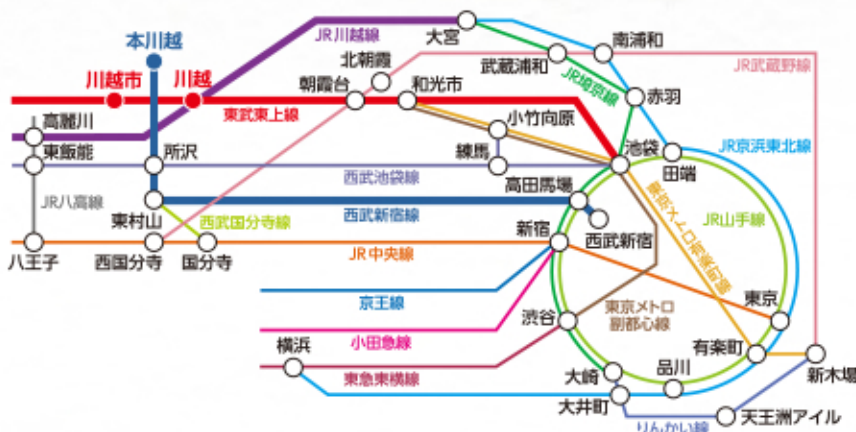 JR川越線
大宮
南浦和
本川越
北朝霞
武蔵浦和
JR武蔵野線
川越市
川越
朝霞台
和光市
JR埼京線
赤羽
東武東上線
小竹向原
高麗川
池袋
JR京浜東北線
東飯能
所沢
練馬
田端
西武池袋線
高田馬場
JR八高線
東村山
西武国分寺線
西武新宿線
西武新宿
東京メトロ有楽町線
JR山手線
新宿
八王子
西国分寺
国分寺
JR中央線
京王線
東京メトロ
副都心線
東京
渋谷
小田急線
横浜
有楽町
東急東横線
大崎
品川
新木場
大井町
天王洲アイル
りんかい線